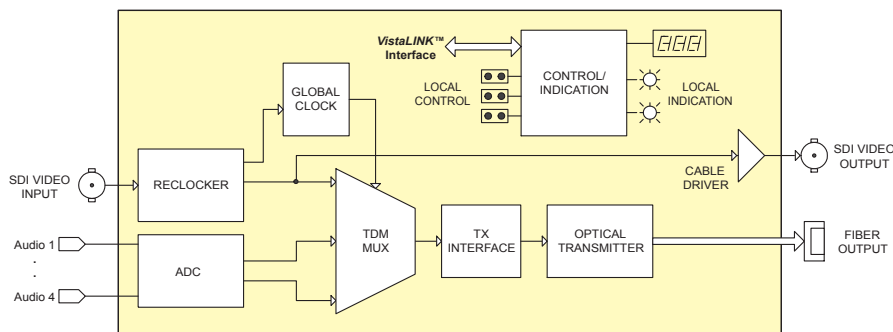 VistaLINK™
Interface
LOCAL
CONTROL
CONTROL/
INDICATION
LOCAL
INDICATION
GLOBAL
CLOCK
SDI VIDEO
INPUT
RECLOCKER
CABLE
DRIVER
SDI VIDEO
OUTPUT
Audio 1
.
.
Audio 4
ADC
TDM
MUX
TX
INTERFACE
OPTICAL
TRANSMITTER
FIBER
OUTPUT